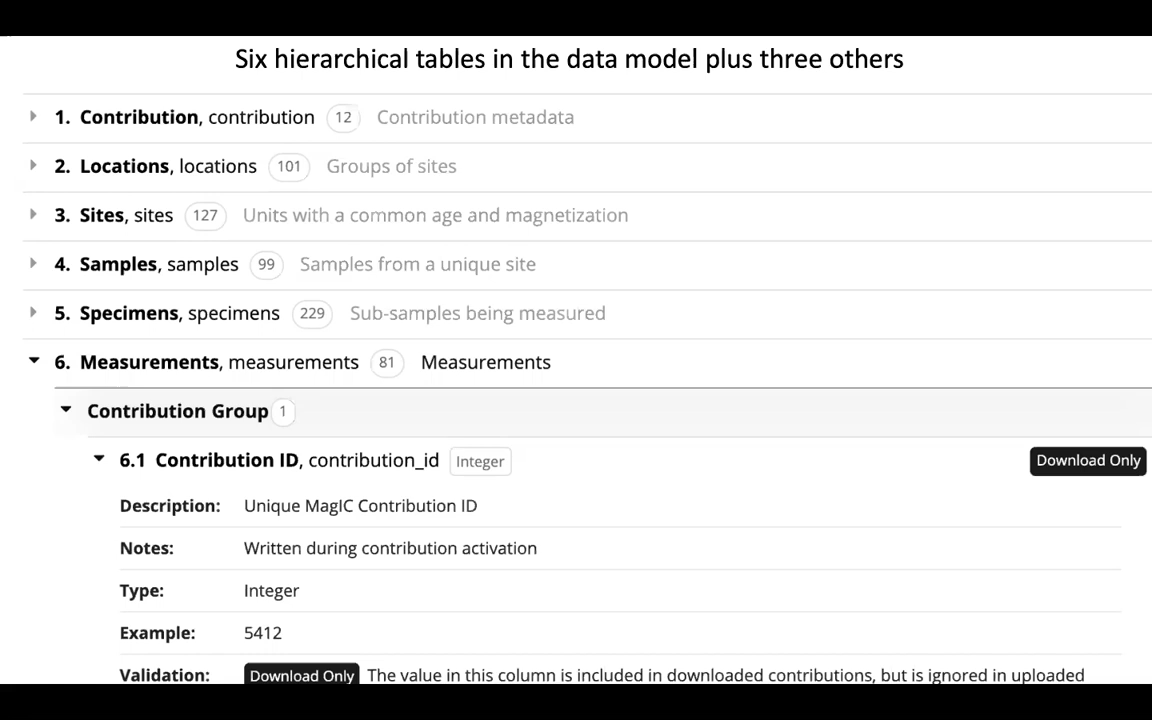 Six hierarchical tables in the data model plus three others
1. Contribution, contribution 12 Contribution metadata
2. Locations, locations 101 Groups of sites
3. Sites, sites 127 Units with a common age and magnetization
4. Samples, samples 99 Samples from a unique site
5. Specimens, specimens 229 Sub-samples being measured
6. Measurements, measurements 81 Measurements
Contribution Group 1
6.1 Contribution ID, contribution_id Integer Download Only
Description: Unique MagIC Contribution ID
Notes: Written during contribution activation
Type: Integer
Example: 5412
Validation: Download Only The value in this column is included in downloaded contributions, but is ignored in uploaded